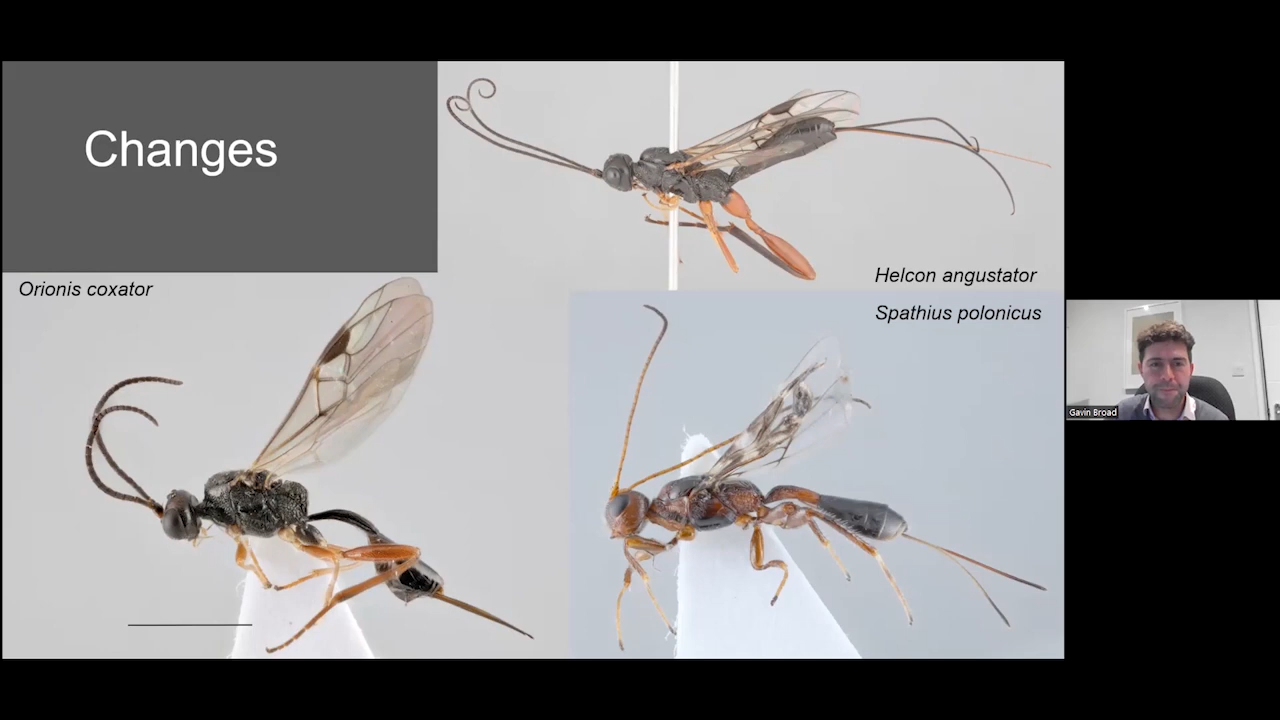 Changes
Orionis coxator
Helcon angustator
Spathius polonicus
Gavin Broad